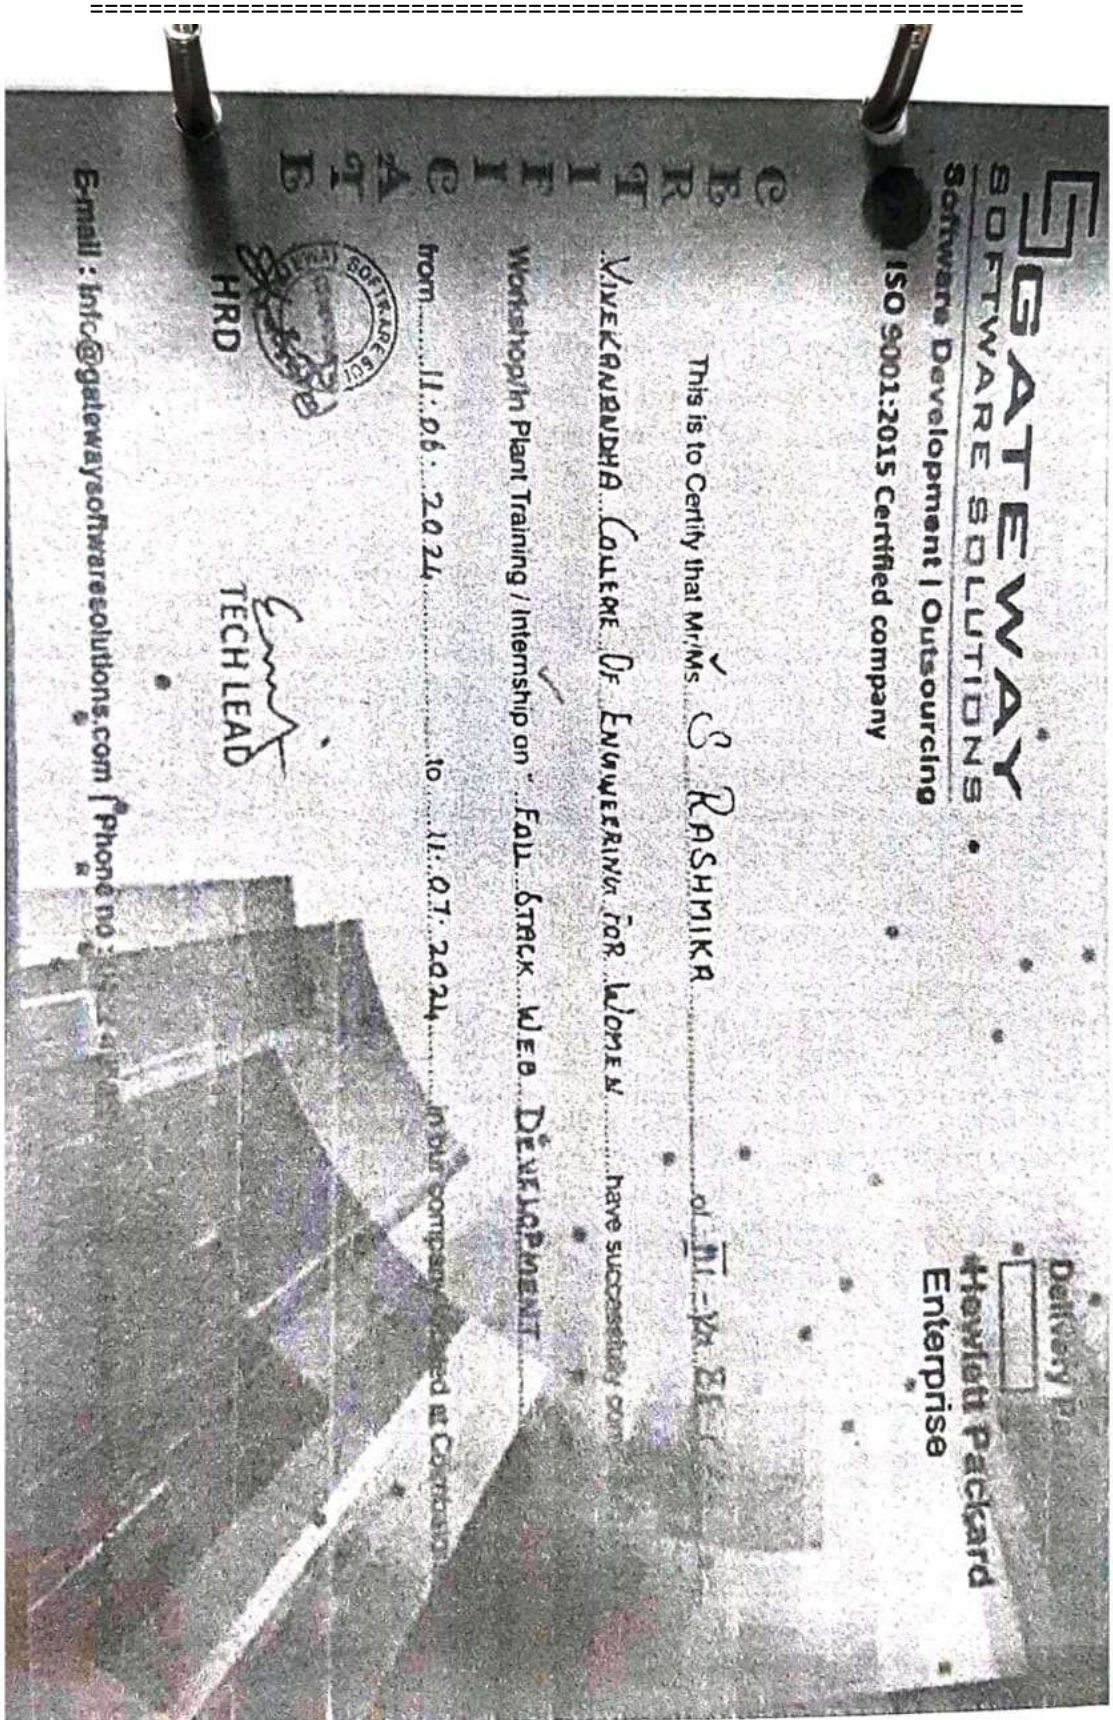 GATEWAY
SOFTWARE SOLUTIONS
Software Development | Outsourcing
ISO 9001:2015 Certified company
Delivery
Hewlett Packard
Enterprise
CERTIFICATE
This is to Certify that Mr/Ms S. RASHMIKA of III - BE
VIVEKANANDHA COLLEGE OF ENGINEERING FOR WOMEN have successfully
Workshop/In Plant Training / Internship on " FULL STACK WEB DEVELOPMENT
from 11.06.2024 to 11.07.2024 in our company at
SOFTWARE
HRD
TECH LEAD
E-mail : info@gatewaysoftwaresolutions.com | Phone no :